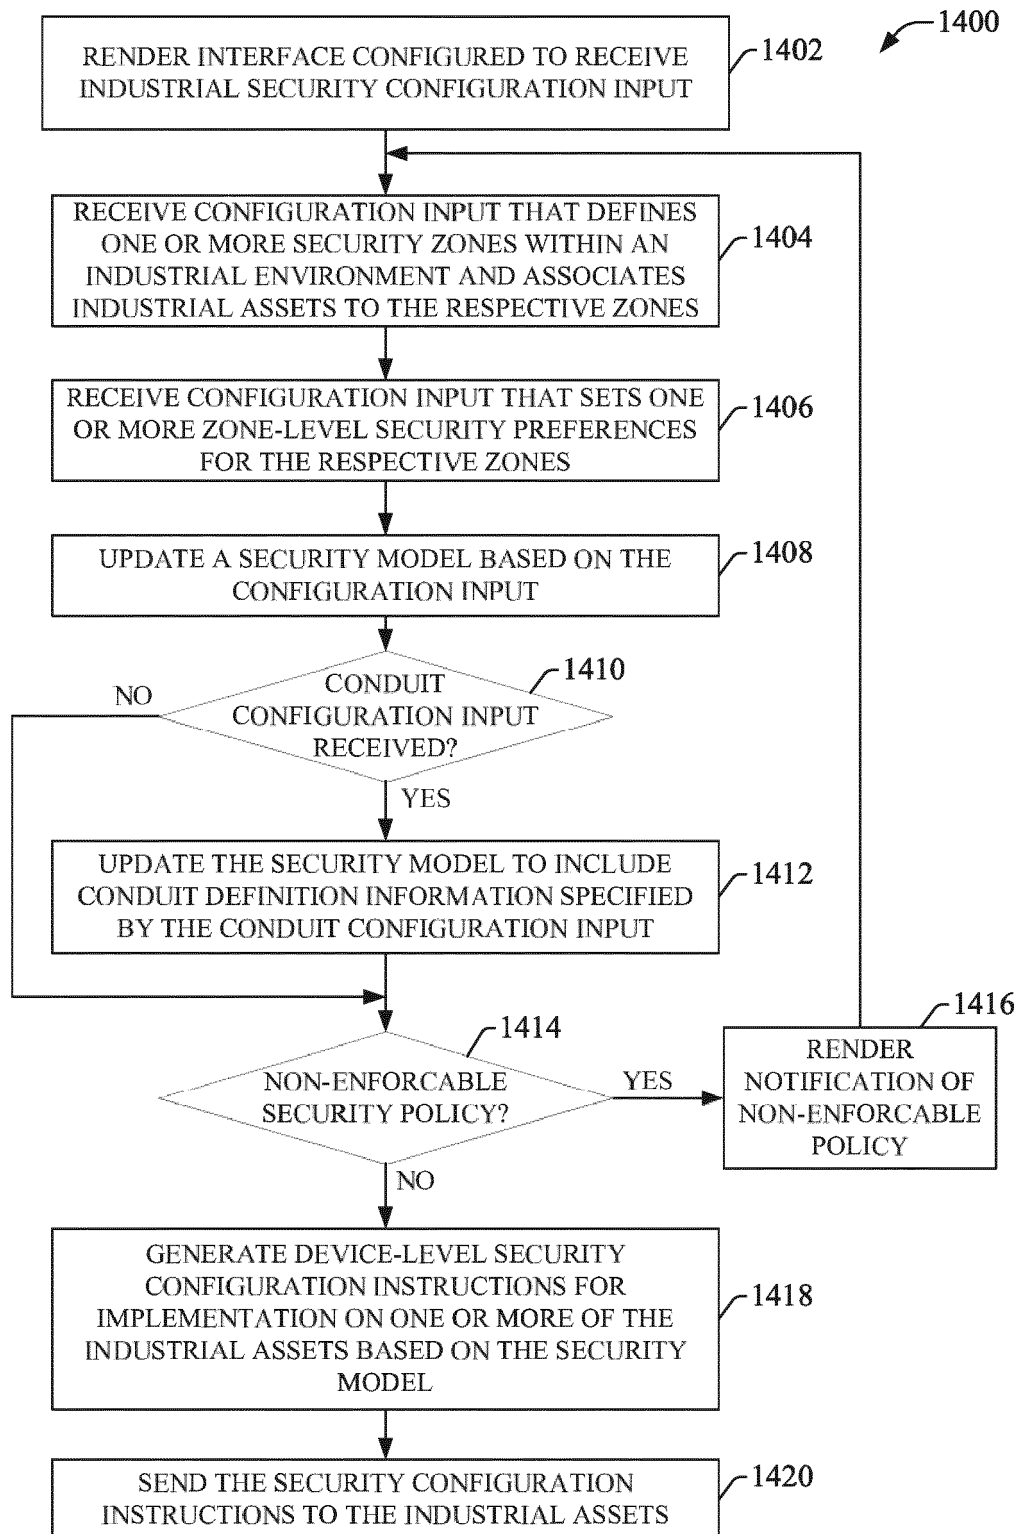 1400
RENDER INTERFACE CONFIGURED TO RECEIVE
INDUSTRIAL SECURITY CONFIGURATION INPUT
1402
RECEIVE CONFIGURATION INPUT THAT DEFINES
ONE OR MORE SECURITY ZONES WITHIN AN
INDUSTRIAL ENVIRONMENT AND ASSOCIATES
INDUSTRIAL ASSETS TO THE RESPECTIVE ZONES
1404
RECEIVE CONFIGURATION INPUT THAT SETS ONE
OR MORE ZONE-LEVEL SECURITY PREFERENCES
FOR THE RESPECTIVE ZONES
1406
UPDATE A SECURITY MODEL BASED ON THE
CONFIGURATION INPUT
1408
CONDUIT
CONFIGURATION INPUT
RECEIVED?
1410
NO
YES
UPDATE THE SECURITY MODEL TO INCLUDE
CONDUIT DEFINITION INFORMATION SPECIFIED
BY THE CONDUIT CONFIGURATION INPUT
1412
NON-ENFORCABLE
SECURITY POLICY?
1414
YES
RENDER
NOTIFICATION OF
NON-ENFORCABLE
POLICY
1416
NO
GENERATE DEVICE-LEVEL SECURITY
CONFIGURATION INSTRUCTIONS FOR
IMPLEMENTATION ON ONE OR MORE OF THE
INDUSTRIAL ASSETS BASED ON THE SECURITY
MODEL
1418
SEND THE SECURITY CONFIGURATION
INSTRUCTIONS TO THE INDUSTRIAL ASSETS
1420